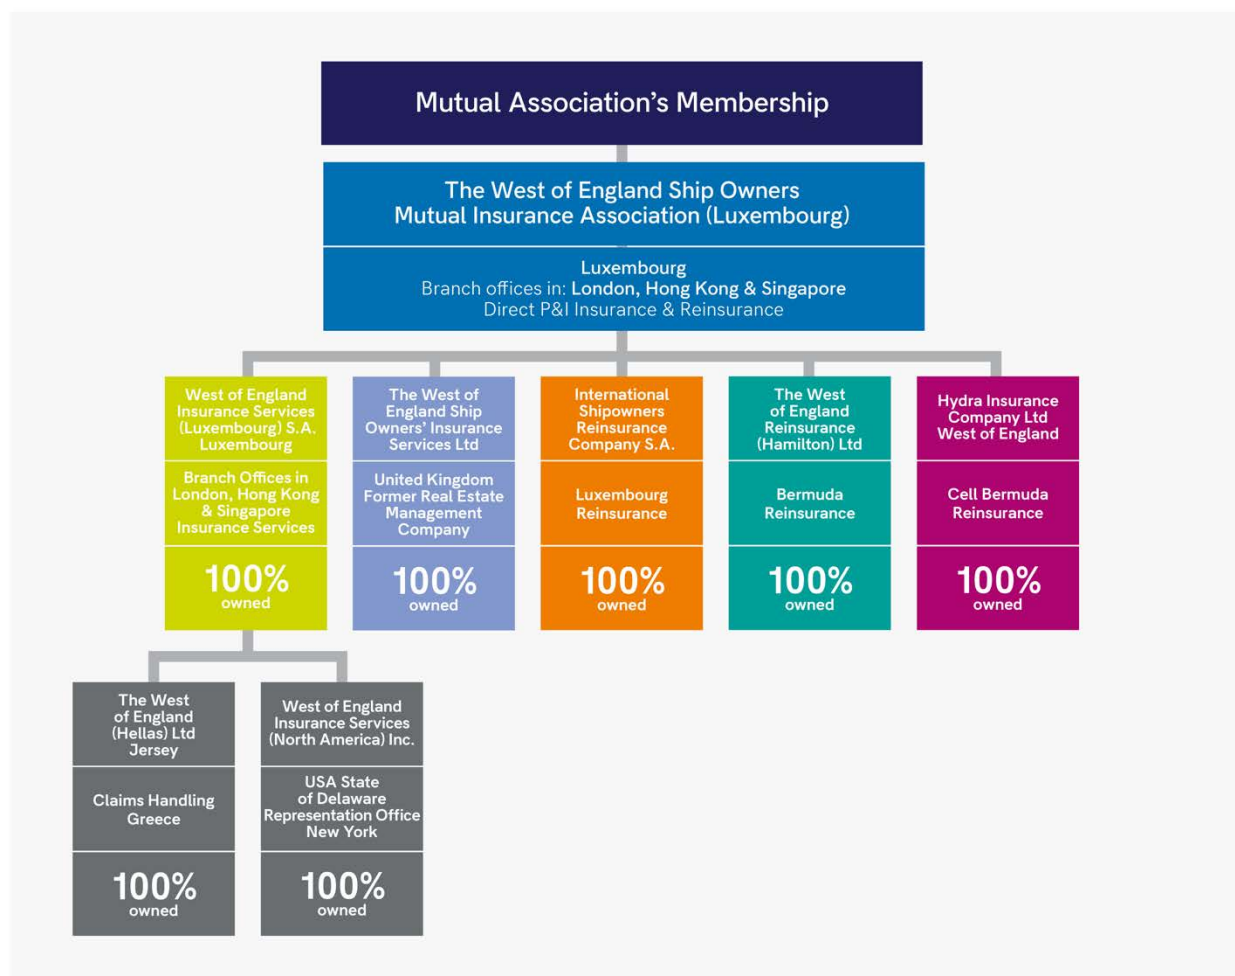 Mutual Association’s Membership
The West of England Ship Owners
Mutual Insurance Association (Luxembourg)
Luxembourg
Branch offices in: London, Hong Kong & Singapore
Direct P&I Insurance & Reinsurance
West of England
Insurance Services
(Luxembourg) S.A.
Luxembourg
Branch Offices in
London, Hong Kong
& Singapore
Insurance Services
100%
owned
The West of
England Ship
Owners’ Insurance
Services Ltd
United Kingdom
Former Real Estate
Management
Company
100%
owned
International
Shipowners
Reinsurance
Company S.A.
Luxembourg
Reinsurance
100%
owned
The West
of England
Reinsurance
(Hamilton) Ltd
Bermuda
Reinsurance
100%
owned
Hydra Insurance
Company Ltd
West of England
Cell Bermuda
Reinsurance
100%
owned
The West
of England
(Hellas) Ltd
Jersey
Claims Handling
Greece
100%
owned
West of England
Insurance Services
(North America) Inc.
USA State
of Delaware
Representation Office
New York
100%
owned